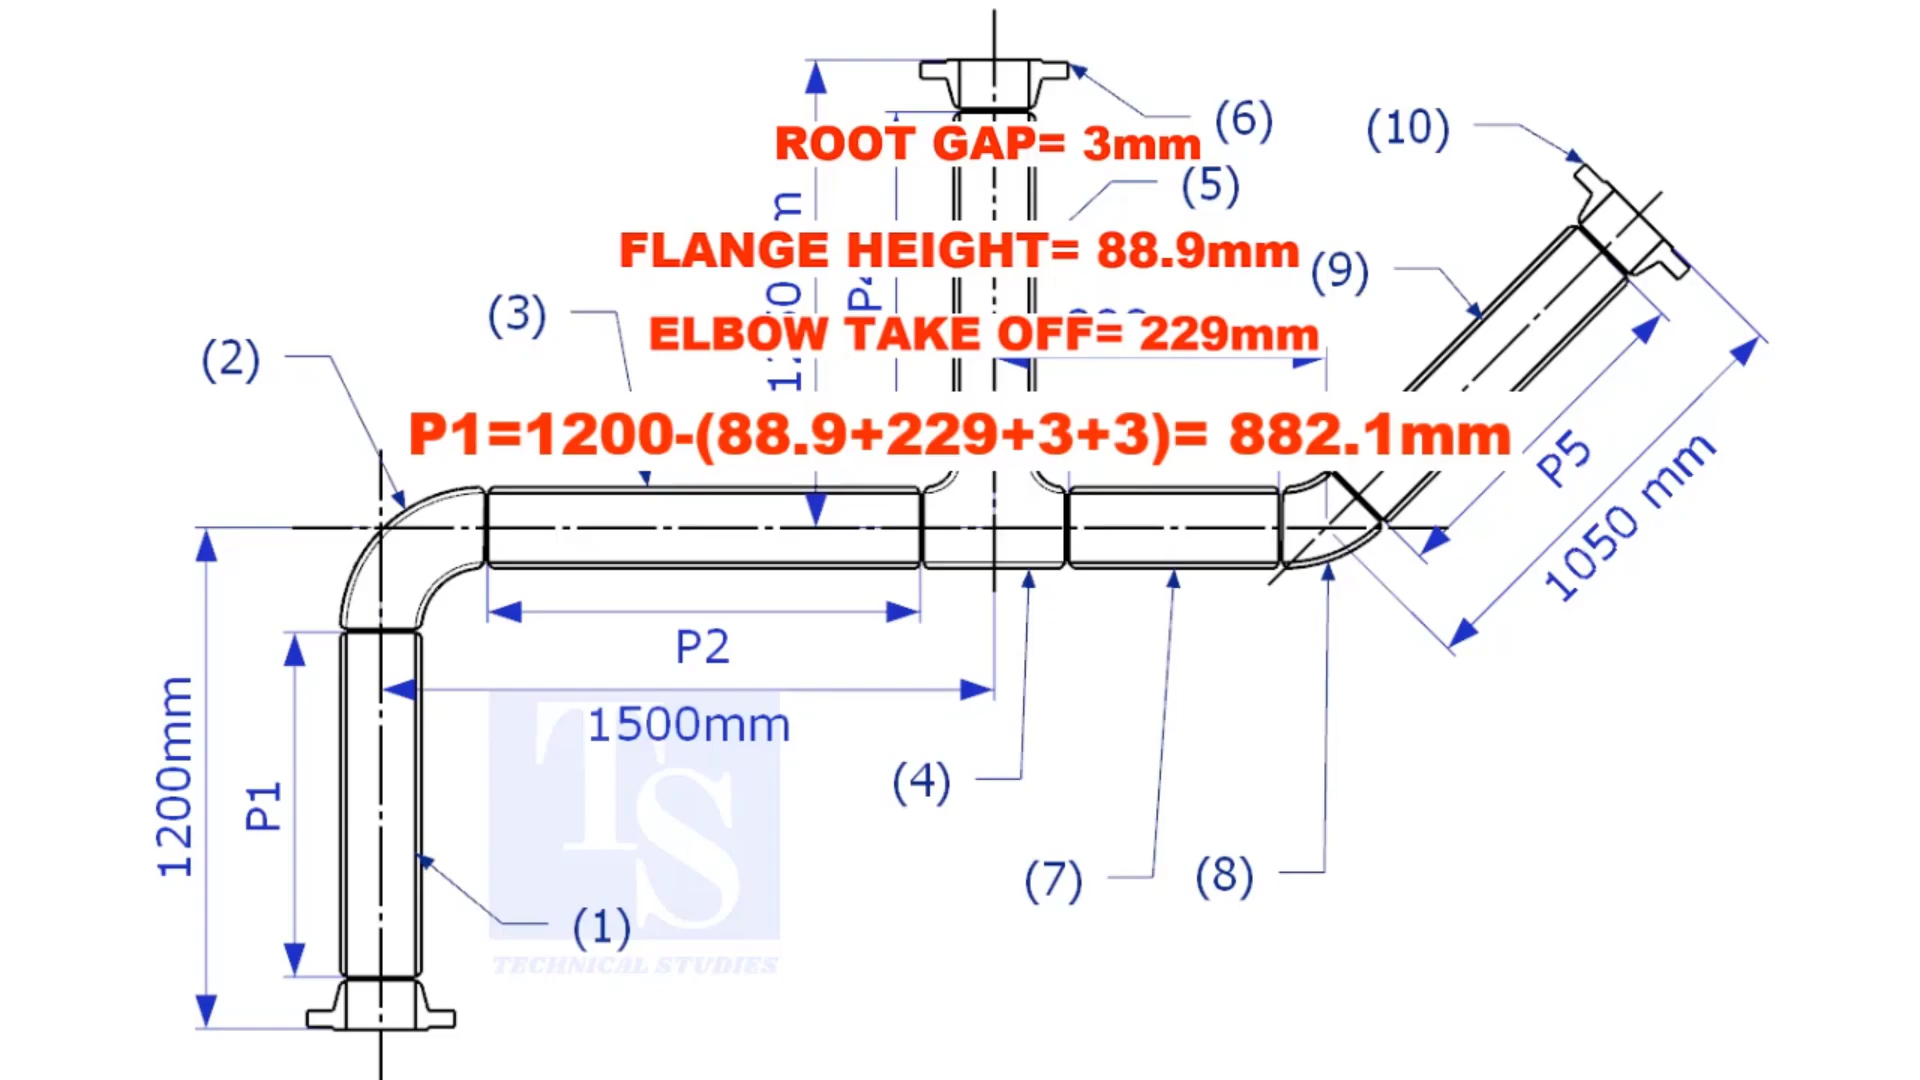 (6)
(10)
ROOT GAP= 3mm
(5)
FLANGE HEIGHT= 88.9mm
(9)
(3)
ELBOW TAKE OFF= 229mm
(2)
P1=1200-(88.9+229+3+3)= 882.1mm
P5
1050 mm
P2
1500mm
1200mm
P1
(4)
(7)
(8)
(1)
TS
TECHNICAL STUDIES